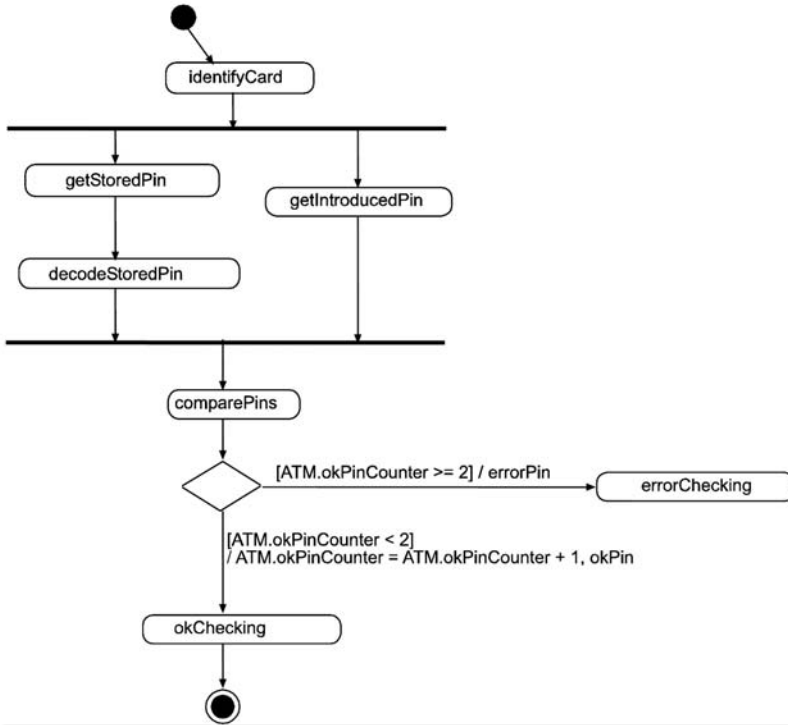 identifyCard
getStoredPin
getIntroducedPin
decodeStoredPin
comparePins
[ATM.okPinCounter >= 2] / errorPin
errorChecking
[ATM.okPinCounter < 2]
/ ATM.okPinCounter = ATM.okPinCounter + 1, okPin
okChecking